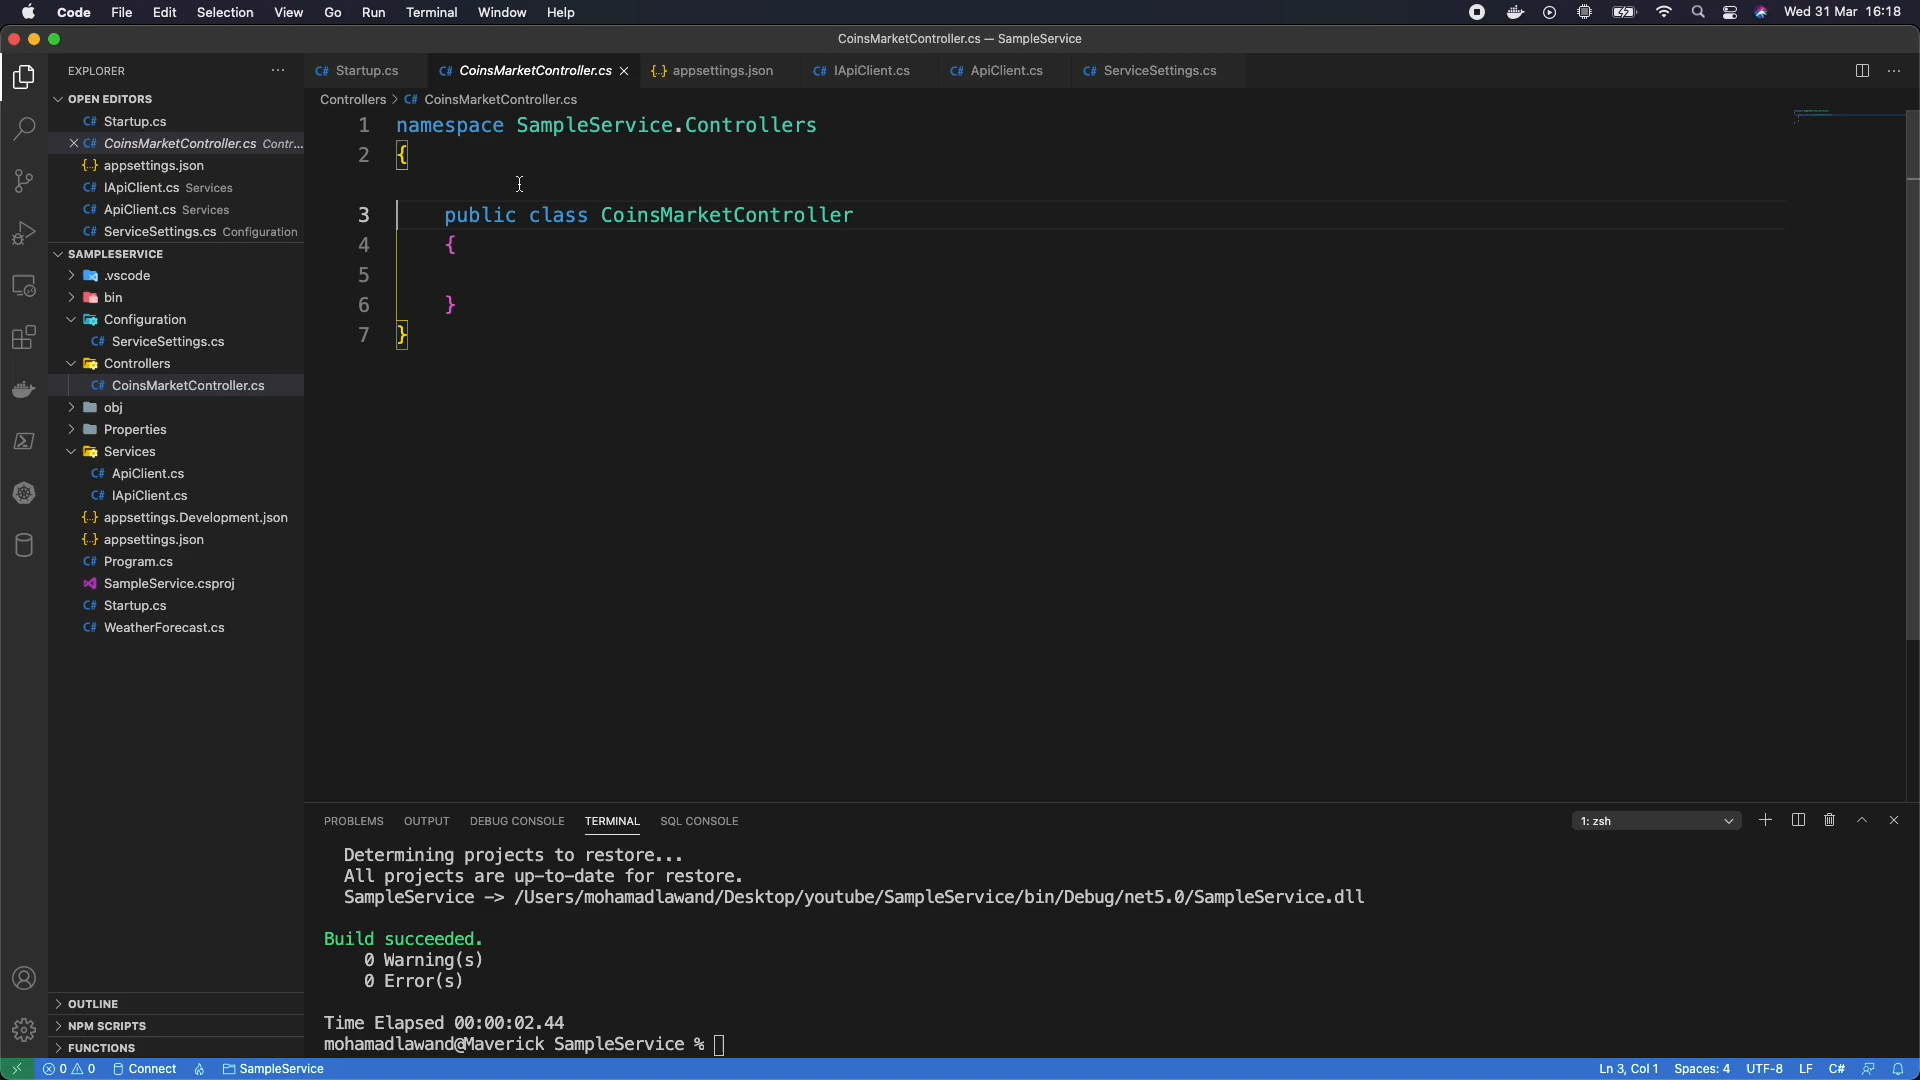 Code File Edit Selection View Go Run Terminal Window Help Wed 31 Mar 16:18
CoinsMarketController.cs — SampleService
EXPLORER
Startup.cs CoinsMarketController.cs appsettings.json IApiClient.cs ApiClient.cs ServiceSettings.cs
OPEN EDITORS
Startup.cs
CoinsMarketController.cs Contr...
appsettings.json
IApiClient.cs Services
ApiClient.cs Services
ServiceSettings.cs Configuration
SAMPLESERVICE
.vscode
bin
Configuration
ServiceSettings.cs
Controllers
CoinsMarketController.cs
obj
Properties
Services
ApiClient.cs
IApiClient.cs
appsettings.Development.json
appsettings.json
Program.cs
SampleService.csproj
Startup.cs
WeatherForecast.cs
OUTLINE
NPM SCRIPTS
FUNCTIONS
Controllers > C# CoinsMarketController.cs
1 namespace SampleService.Controllers
2 {
3 public class CoinsMarketController
4 {
5
6 }
7 }
PROBLEMS OUTPUT DEBUG CONSOLE TERMINAL SQL CONSOLE 1: zsh
Determining projects to restore...
All projects are up-to-date for restore.
SampleService -> /Users/mohamadlawand/Desktop/youtube/SampleService/bin/Debug/net5.0/SampleService.dll
Build succeeded.
0 Warning(s)
0 Error(s)
Time Elapsed 00:00:02.44
mohamadlawand@Maverick SampleService %
0 0 Connect SampleService Ln 3, Col 1 Spaces: 4 UTF-8 LF C#